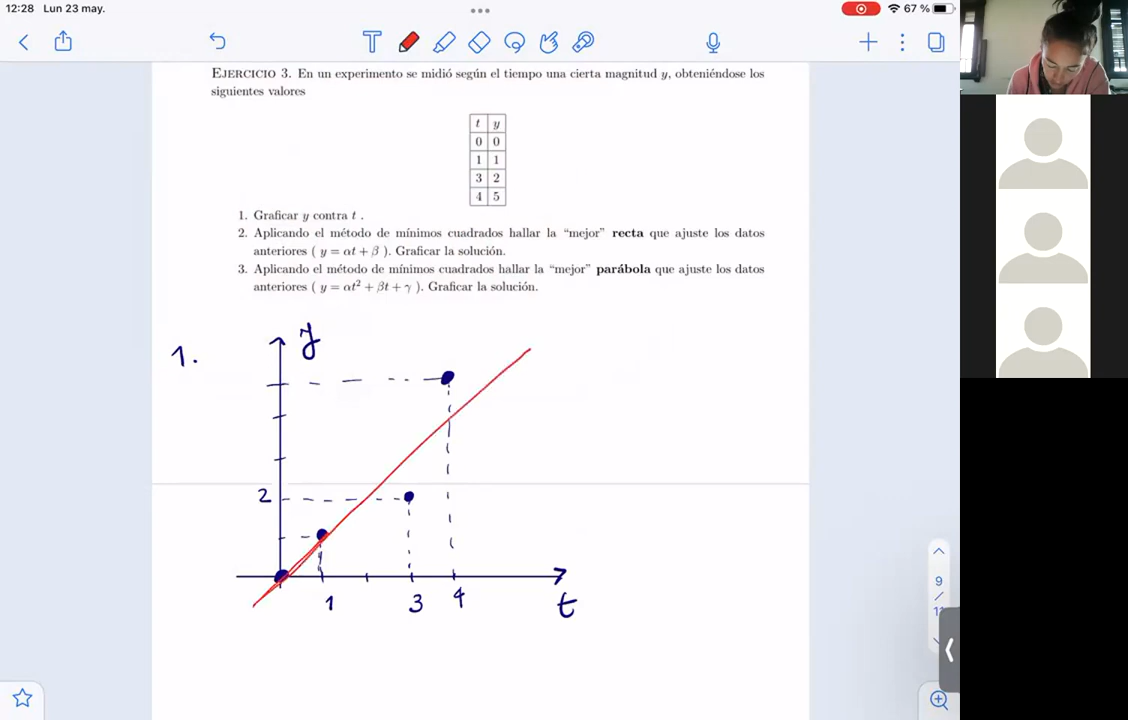 12:28 Lun 23 may.
67 %
EJERCICIO 3. En un experimento se midió según el tiempo una cierta magnitud y, obteniéndose los
siguientes valores
t y
0 0
1 1
3 2
4 5
1. Graficar y contra t .
2. Aplicando el método de mínimos cuadrados hallar la “mejor” recta que ajuste los datos
anteriores ( y = αt + β ). Graficar la solución.
3. Aplicando el método de mínimos cuadrados hallar la “mejor” parábola que ajuste los datos
anteriores ( y = αt² + βt + γ ). Graficar la solución.
1.
y
2
1 3 4
t
9
/